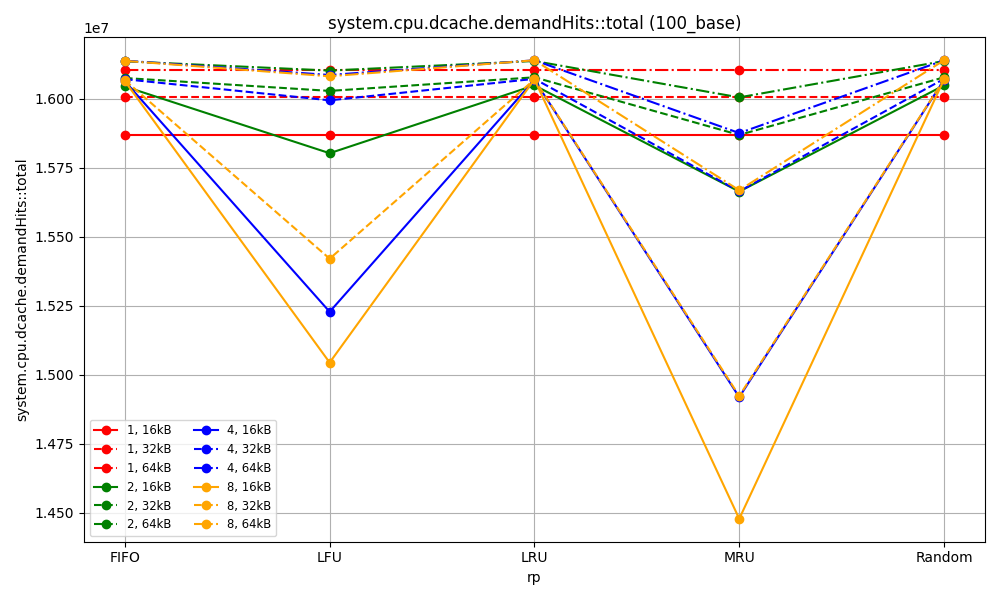 system.cpu.dcache.demandHits::total (100_base)
1e7
1.600
1.575
1.550
1.525
1.500
1.475
1.450
system.cpu.dcache.demandHits::total
1, 16kB
1, 32kB
1, 64kB
2, 16kB
2, 32kB
2, 64kB
4, 16kB
4, 32kB
4, 64kB
8, 16kB
8, 32kB
8, 64kB
FIFO
LFU
LRU
MRU
Random
rp